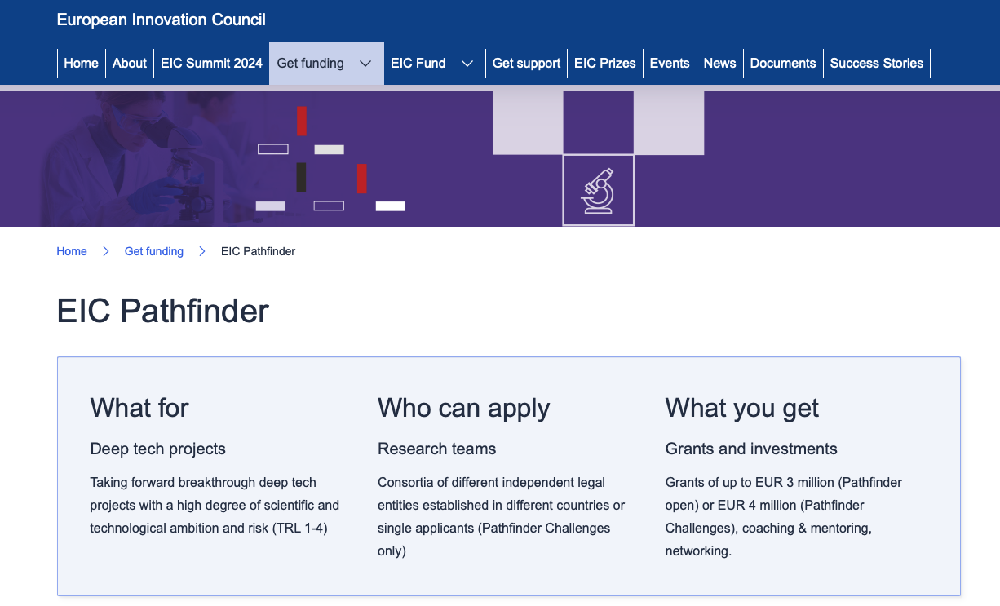 European Innovation Council
Home About EIC Summit 2024 Get funding EIC Fund Get support EIC Prizes Events News Documents Success Stories
Home Get funding EIC Pathfinder
EIC Pathfinder
What for
Deep tech projects
Taking forward breakthrough deep tech
projects with a high degree of scientific and
technological ambition and risk (TRL 1-4)
Who can apply
Research teams
Consortia of different independent legal
entities established in different countries or
single applicants (Pathfinder Challenges
only)
What you get
Grants and investments
Grants of up to EUR 3 million (Pathfinder
open) or EUR 4 million (Pathfinder
Challenges), coaching & mentoring,
networking.